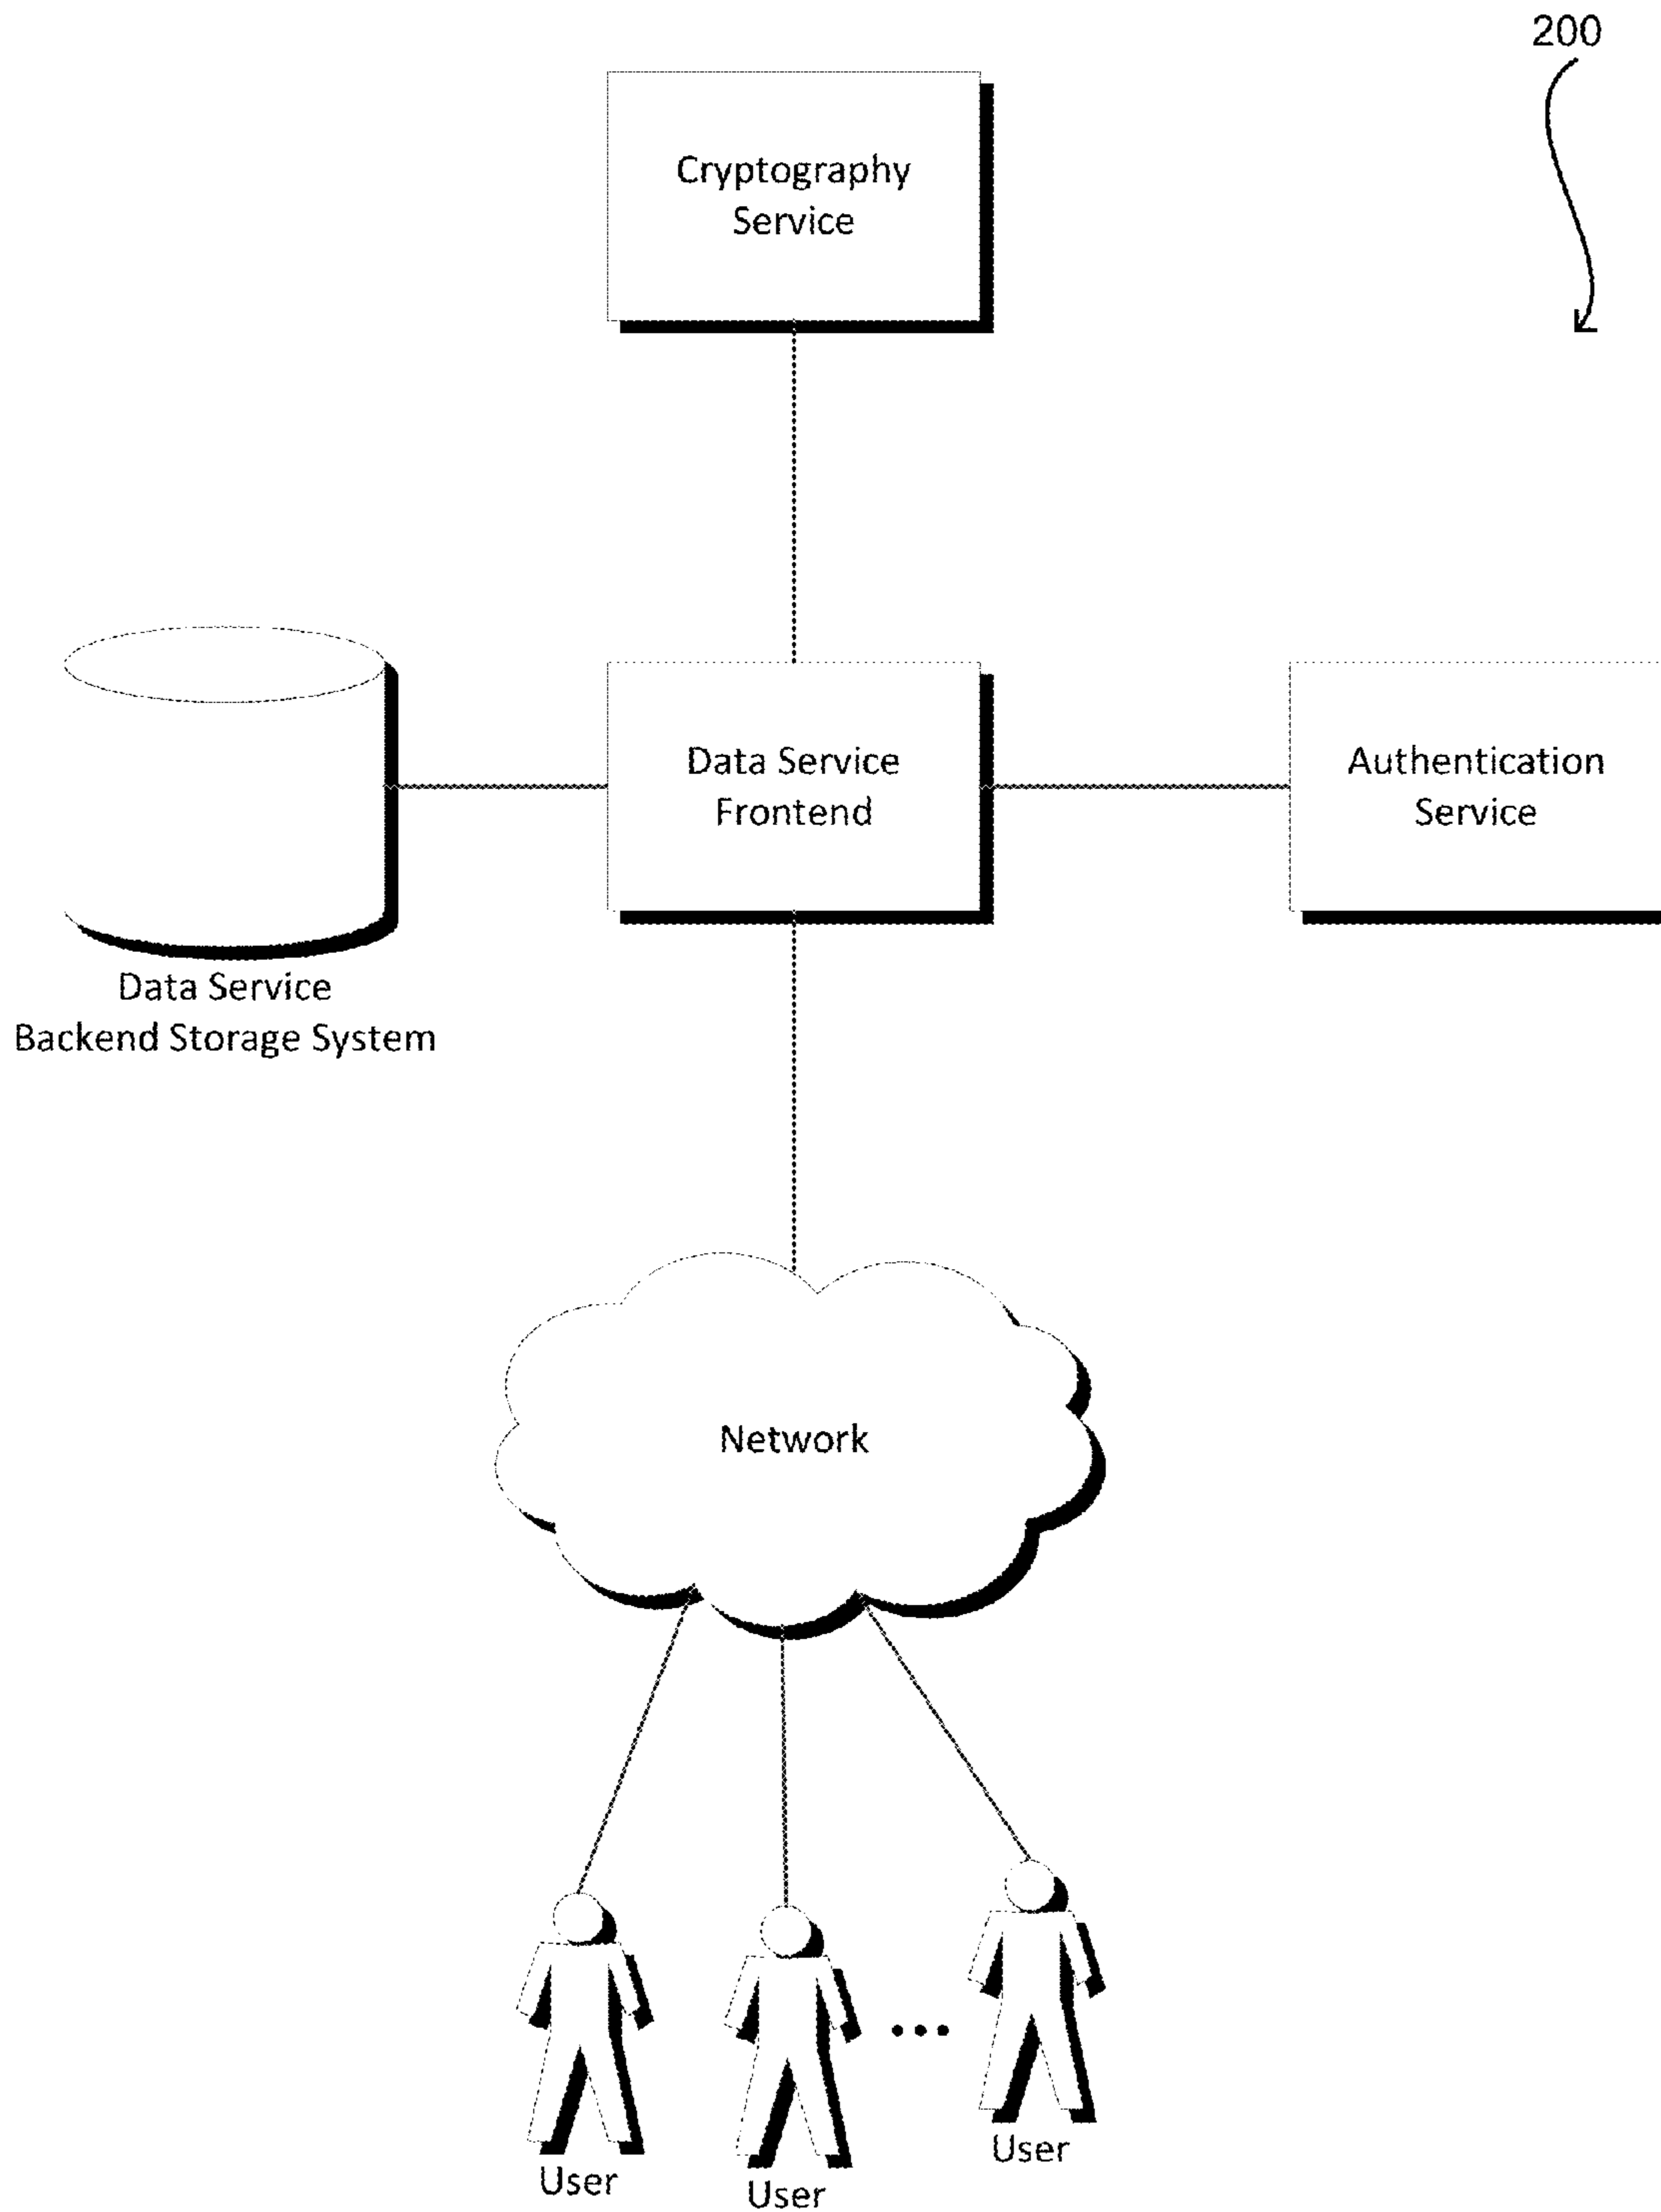 200
Cryptography
Service
Data Service
Frontend
Authentication
Service
Data Service
Backend Storage System
Network
User
User
User